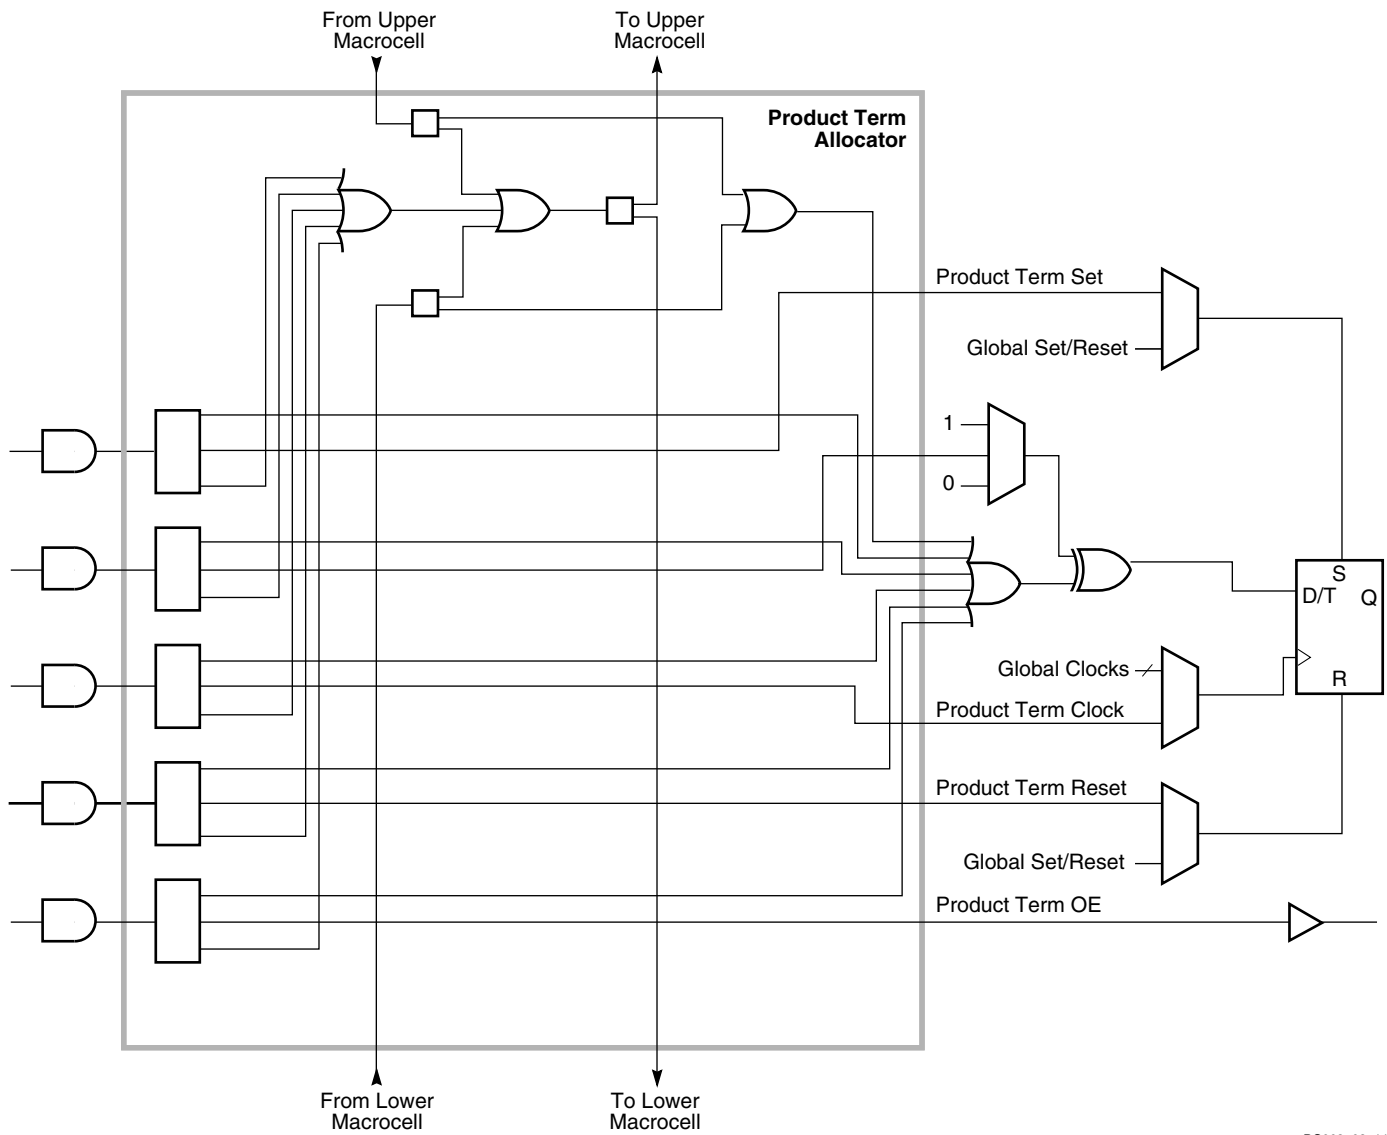 From Upper
Macrocell
To Upper
Macrocell
Product Term
Allocator
Product Term Set
Global Set/Reset
1
0
S
D/T
Q
R
Global Clocks
Product Term Clock
Product Term Reset
Global Set/Reset
Product Term OE
From Lower
Macrocell
To Lower
Macrocell